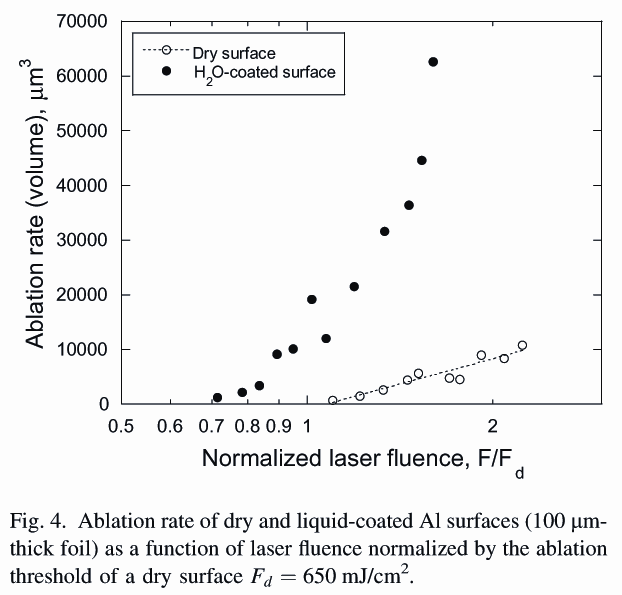 70000
60000
50000
40000
30000
20000
10000
0
Ablation rate (volume), μm³
Dry surface
H₂O-coated surface
0.5 0.6 0.7 0.8 0.9 1 2
Normalized laser fluence, F/F_d
Fig. 4. Ablation rate of dry and liquid-coated Al surfaces (100 μm-
thick foil) as a function of laser fluence normalized by the ablation
threshold of a dry surface F_d = 650 mJ/cm².